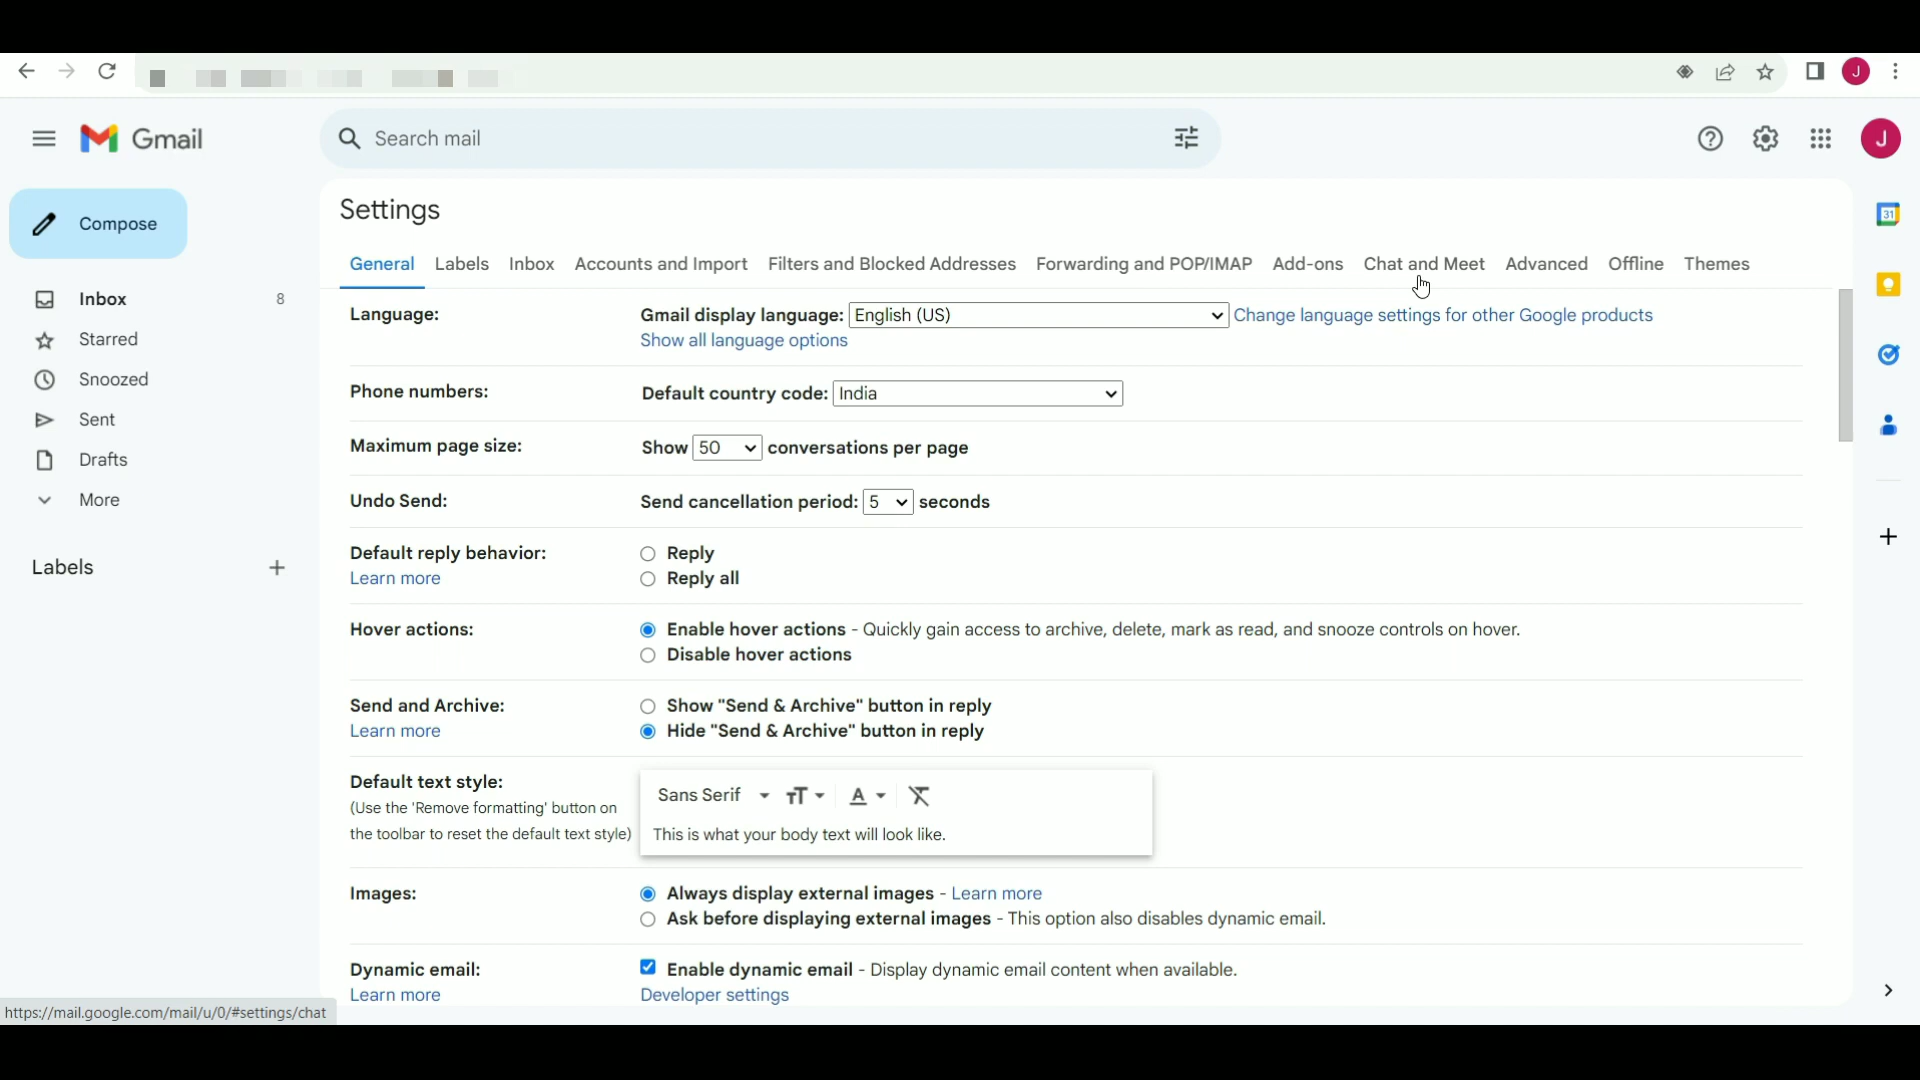 J
Gmail
Search mail
J
Compose
Inbox 8
Starred
Snoozed
Sent
Drafts
More
Labels
Settings
General Labels Inbox Accounts and Import Filters and Blocked Addresses Forwarding and POP/IMAP Add-ons Chat and Meet Advanced Offline Themes
Language: Gmail display language: English (US) Change language settings for other Google products
Show all language options
Phone numbers: Default country code: India
Maximum page size: Show 50 conversations per page
Undo Send: Send cancellation period: 5 seconds
Default reply behavior: Reply
Learn more Reply all
Hover actions: Enable hover actions - Quickly gain access to archive, delete, mark as read, and snooze controls on hover.
Disable hover actions
Send and Archive: Show "Send & Archive" button in reply
Learn more Hide "Send & Archive" button in reply
Default text style: Sans Serif
(Use the 'Remove formatting' button on
the toolbar to reset the default text style) This is what your body text will look like.
Images: Always display external images - Learn more
Ask before displaying external images - This option also disables dynamic email.
Dynamic email: Enable dynamic email - Display dynamic email content when available.
Learn more Developer settings
https://mail.google.com/mail/u/0/#settings/chat
31